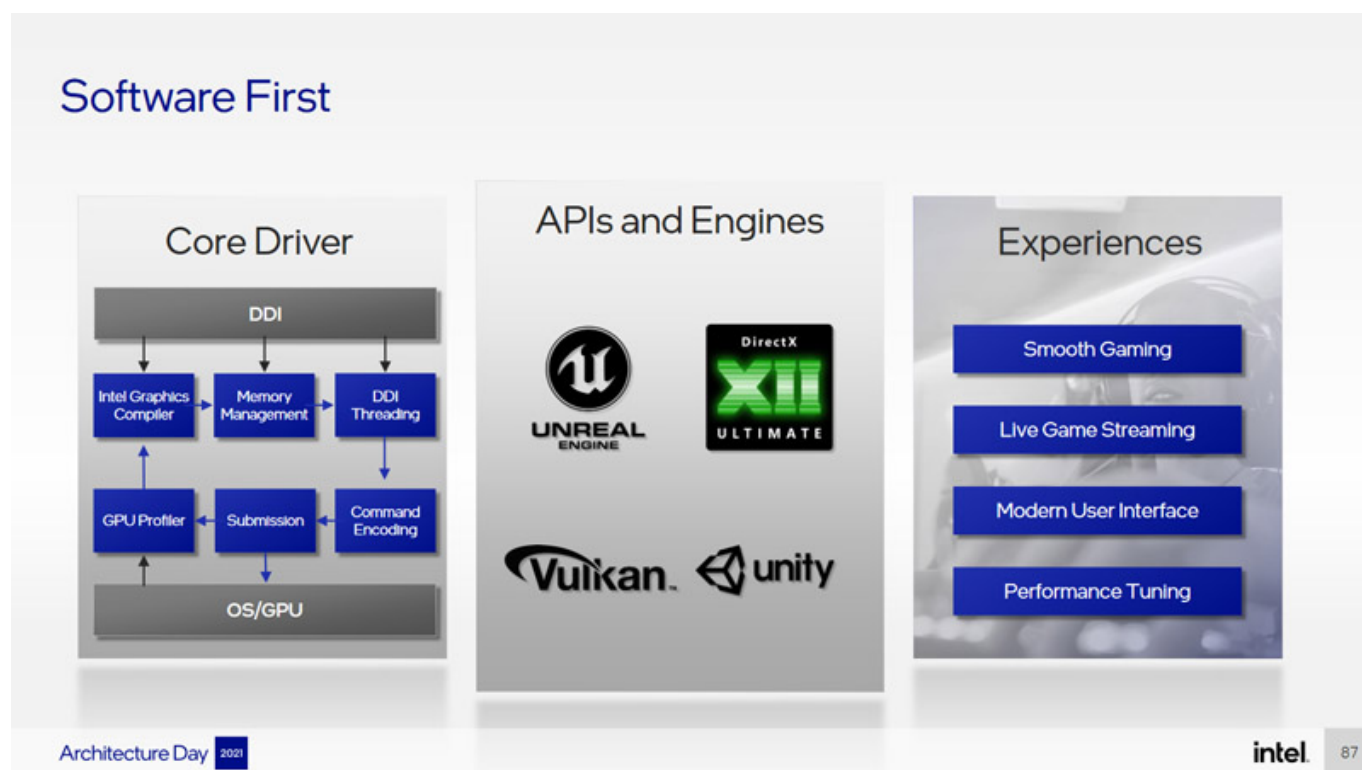 Software First
Core Driver
DDI
Intel Graphics
Compiler
Memory
Management
DDI
Threading
GPU Profiler
Submission
Command
Encoding
OS/GPU
APIs and Engines
UNREAL
ENGINE
DirectX
XII
ULTIMATE
Vulkan™
unity
Experiences
Smooth Gaming
Live Game Streaming
Modern User Interface
Performance Tuning
Architecture Day 2021
intel.
87